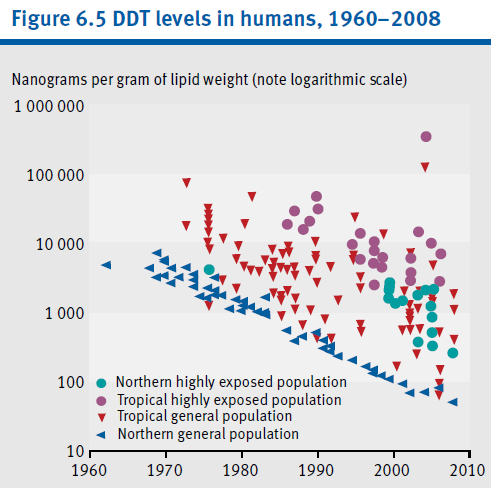 Figure 6.5 DDT levels in humans, 1960–2008
Nanograms per gram of lipid weight (note logarithmic scale)
1 000 000
100 000
10 000
1 000
100
10
Northern highly exposed population
Tropical highly exposed population
Tropical general population
Northern general population
1960 1970 1980 1990 2000 2010